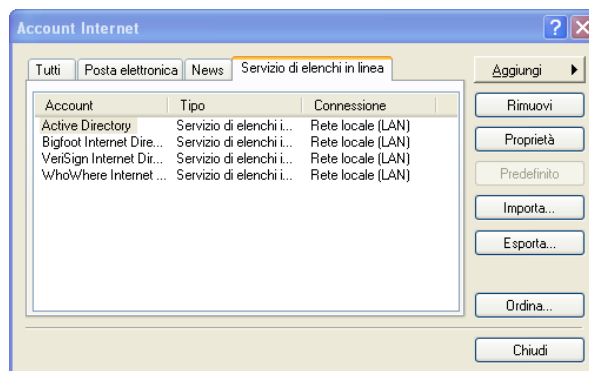 Account Internet
Tutti Posta elettronica News Servizio di elenchi in linea
Aggiungi
Account Tipo Connessione
Rimuovi
Active Directory Servizio di elenchi i... Rete locale (LAN)
Bigfoot Internet Dire... Servizio di elenchi i... Rete locale (LAN)
Proprietà
VeriSign Internet Dir... Servizio di elenchi i... Rete locale (LAN)
WhoWhere Internet ... Servizio di elenchi i... Rete locale (LAN)
Predefinito
Importa...
Esporta...
Ordina...
Chiudi